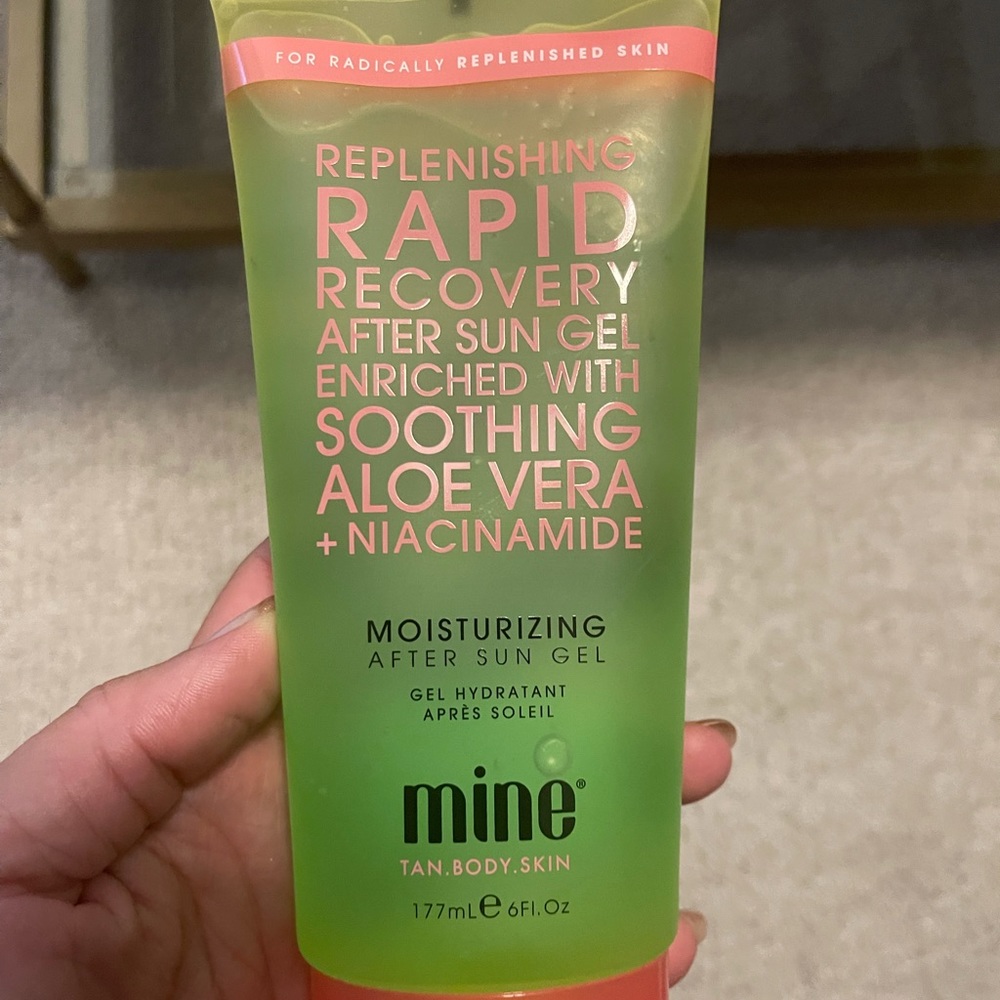 FOR RADICALLY REPLENISHED SKIN
REPLENISHING
RAPID
RECOVERY
AFTER SUN GEL
ENRICHED WITH
SOOTHING
ALOE VERA
+ NIACINAMIDE
MOISTURIZING
AFTER SUN GEL
GEL HYDRATANT
APRÈS SOLEIL
mine®
TAN.BODY.SKIN
177mL℮ 6Fl.Oz